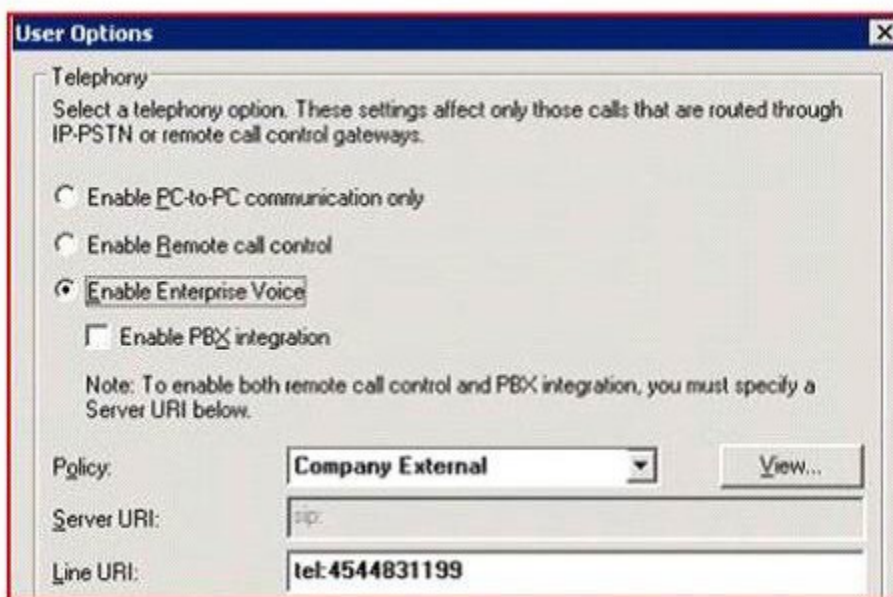 User Options
Telephony
Select a telephony option. These settings affect only those calls that are routed through
IP-PSTN or remote call control gateways.
Enable PC-to-PC communication only
Enable Remote call control
Enable Enterprise Voice
Enable PBX integration
Note: To enable both remote call control and PBX integration, you must specify a
Server URI below.
Policy: Company External View...
Server URI: sip:
Line URI: tel:4544831199